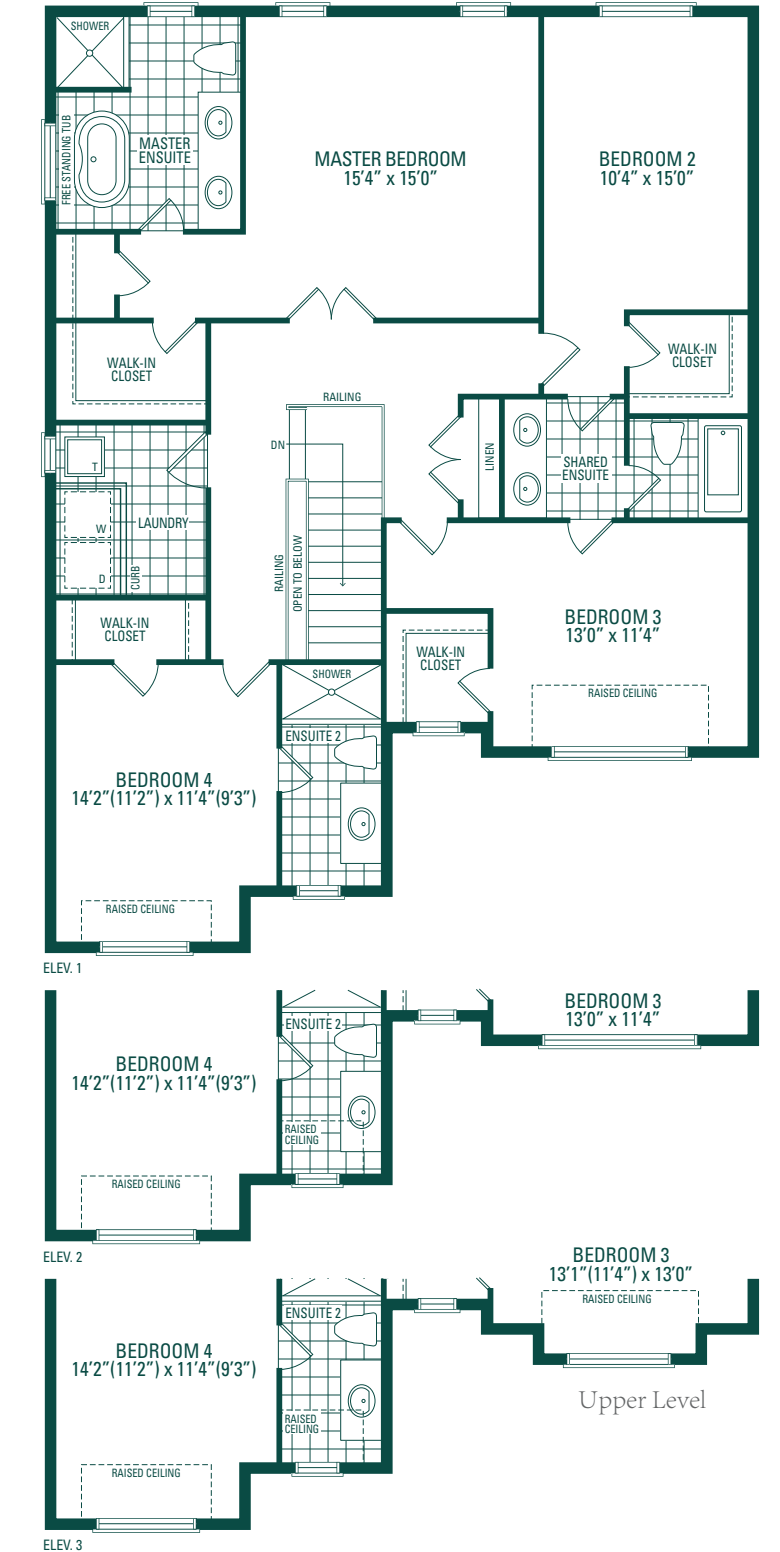 SHOWER
FREE STANDING TUB
MASTER
ENSUITE
MASTER BEDROOM
15'4" x 15'0"
BEDROOM 2
10'4" x 15'0"
WALK-IN
CLOSET
WALK-IN
CLOSET
RAILING
DN
LINEN
SHARED
ENSUITE
T
W
D
LAUNDRY
CURB
RAILING
OPEN TO BELOW
WALK-IN
CLOSET
BEDROOM 3
13'0" x 11'4"
WALK-IN
CLOSET
RAISED CEILING
SHOWER
ENSUITE 2
BEDROOM 4
14'2"(11'2") x 11'4"(9'3")
RAISED CEILING
ELEV. 1
BEDROOM 3
13'0" x 11'4"
ENSUITE 2
BEDROOM 4
14'2"(11'2") x 11'4"(9'3")
RAISED
CEILING
RAISED CEILING
ELEV. 2
BEDROOM 3
13'1"(11'4") x 13'0"
RAISED CEILING
ENSUITE 2
BEDROOM 4
14'2"(11'2") x 11'4"(9'3")
Upper Level
RAISED
CEILING
RAISED CEILING
ELEV. 3